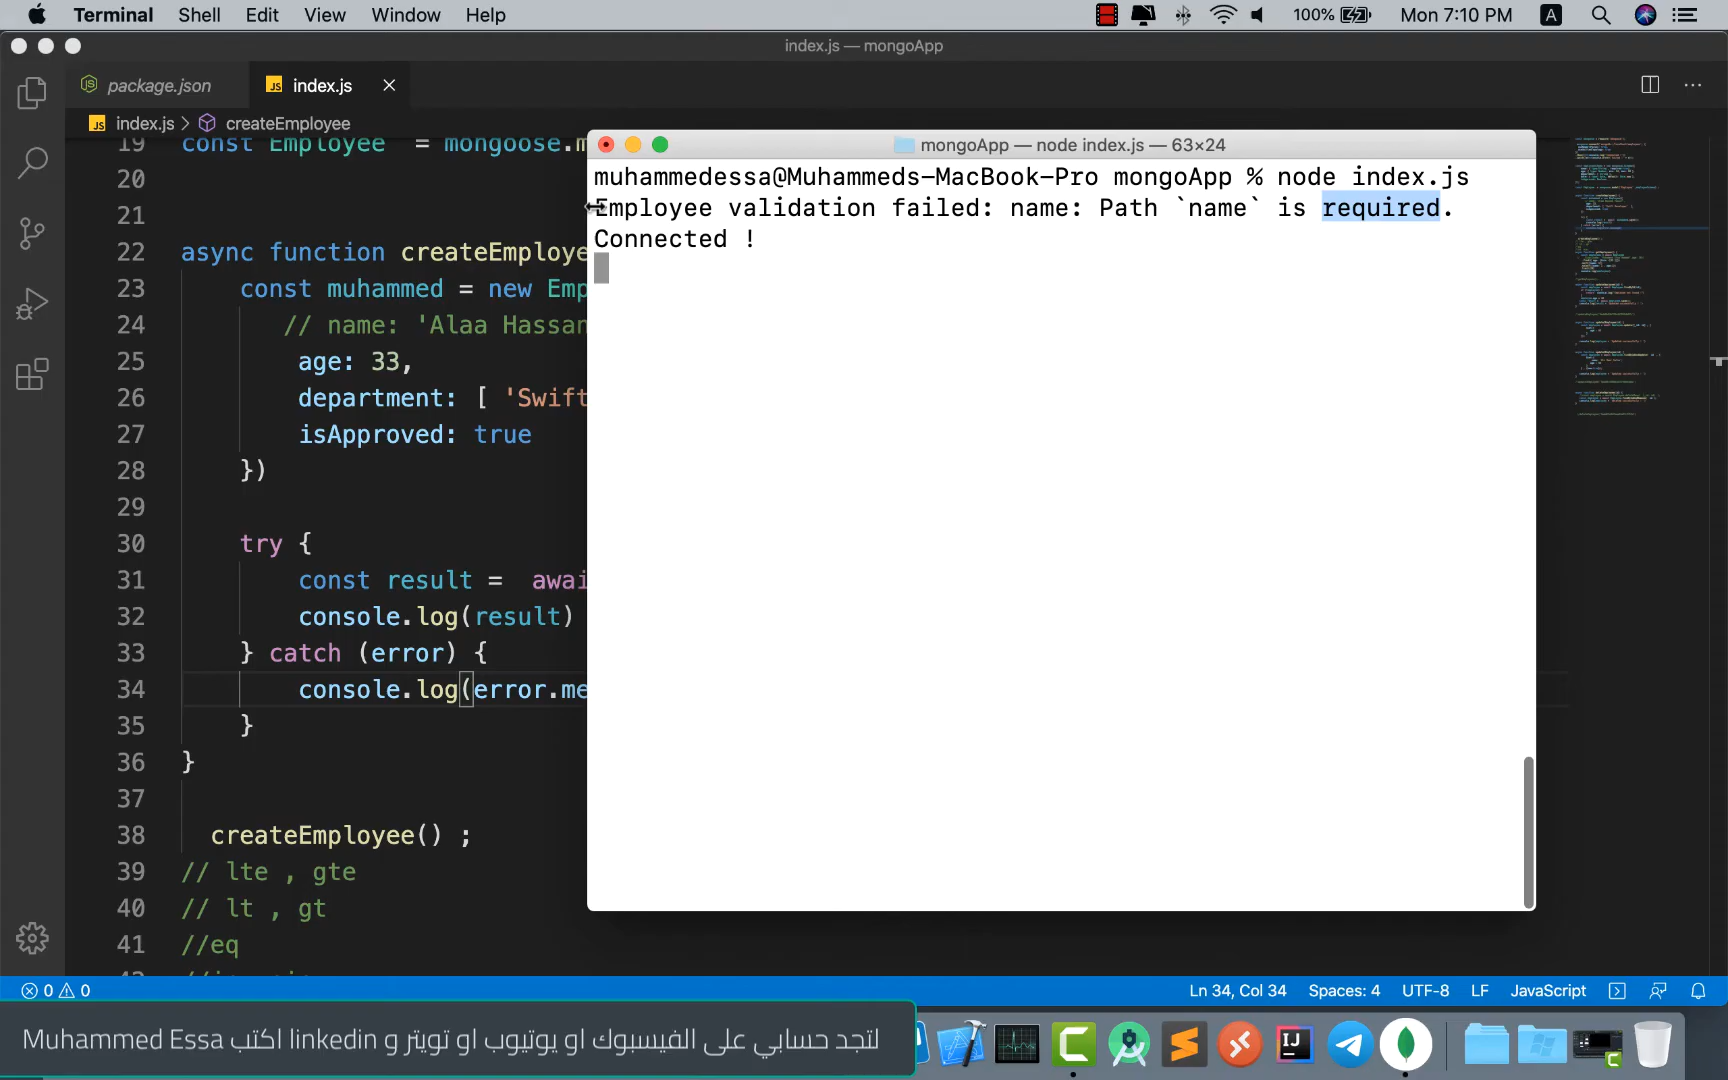 Terminal Shell Edit View Window Help 100% Mon 7:10 PM A
index.js — mongoApp
package.json index.js
JS index.js > createEmployee
19 const Employee = mongoose.m
20
21
22 async function createEmploye
23 const muhammed = new Emp
24 // name: 'Alaa Hassan
25 age: 33,
26 department: [ 'Swift
27 isApproved: true
28 })
29
30 try {
31 const result = awai
32 console.log(result)
33 } catch (error) {
34 console.log(error.me
35 }
36 }
37
38 createEmployee() ;
39 // lte , gte
40 // lt , gt
41 //eq
mongoApp — node index.js — 63×24
muhammedessa@Muhammeds-MacBook-Pro mongoApp % node index.js
Employee validation failed: name: Path `name` is required.
Connected !
0 0 Ln 34, Col 34 Spaces: 4 UTF-8 LF JavaScript
لتجد حسابي على الفيسبوك او يوتيوب او تويتر و linkedin اكتب Muhammed Essa
IJ